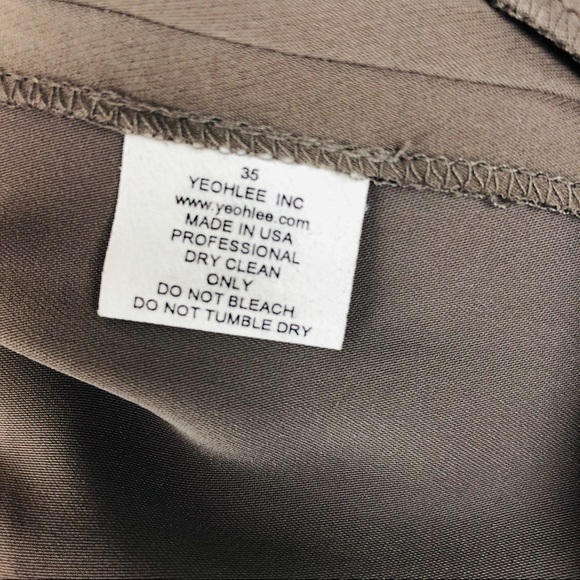 35
YEOHLEE INC
www.yeohlee.com
MADE IN USA
PROFESSIONAL
DRY CLEAN
ONLY
DO NOT BLEACH
DO NOT TUMBLE DRY